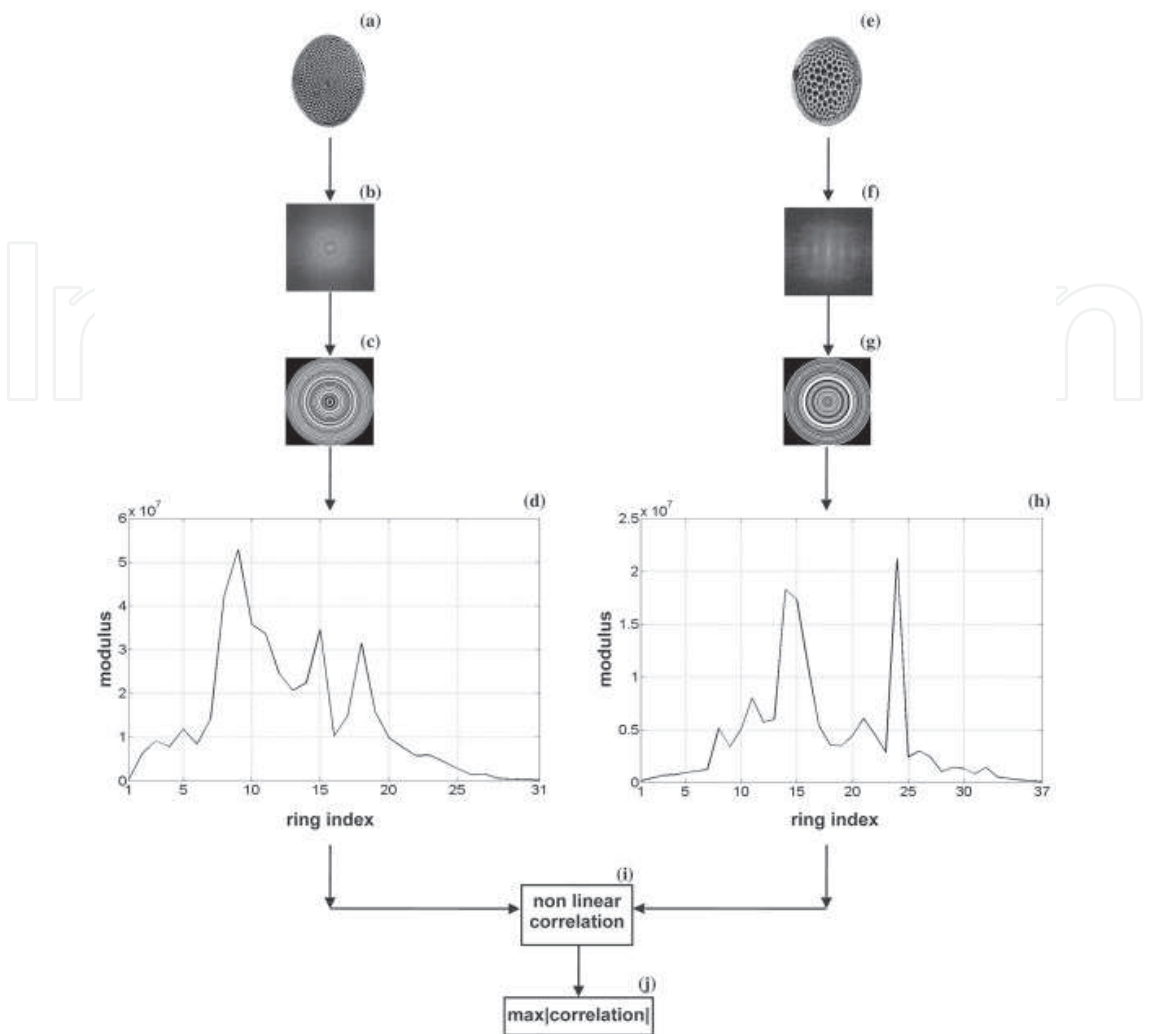 (a)
(e)
(b)
(f)
(c)
(g)
(d)
(h)
6 × 10^7
5
4
3
2
1
0
modulus
1 5 10 15 20 25 31
ring index
2.5 × 10^7
2
1.5
1
0.5
0
modulus
1 5 10 15 20 25 30 37
ring index
(i)
non linear
correlation
(j)
max|correlation|